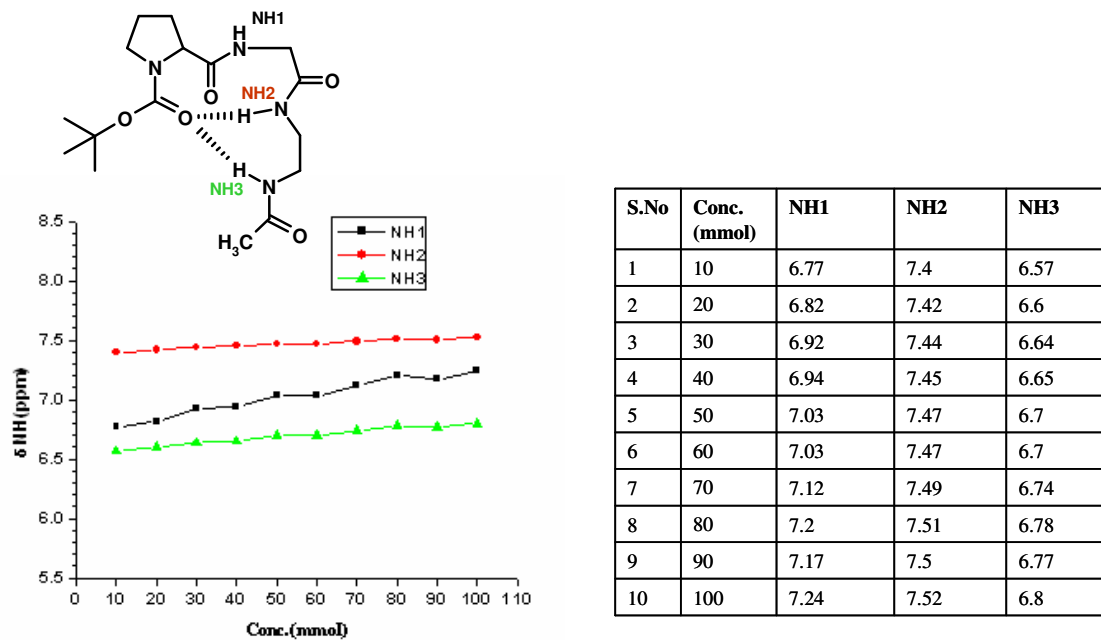 NH1
H
N
N
O
O
NH2
O
O
H
N
H
NH3
N
H3C
O
8.5
8.0
7.5
7.0
6.5
6.0
5.5
δ NH(ppm)
NH1
NH2
NH3
0 10 20 30 40 50 60 70 80 90 100 110
Conc.(mmol)
S.No Conc. (mmol) NH1 NH2 NH3
1 10 6.77 7.4 6.57
2 20 6.82 7.42 6.6
3 30 6.92 7.44 6.64
4 40 6.94 7.45 6.65
5 50 7.03 7.47 6.7
6 60 7.03 7.47 6.7
7 70 7.12 7.49 6.74
8 80 7.2 7.51 6.78
9 90 7.17 7.5 6.77
10 100 7.24 7.52 6.8